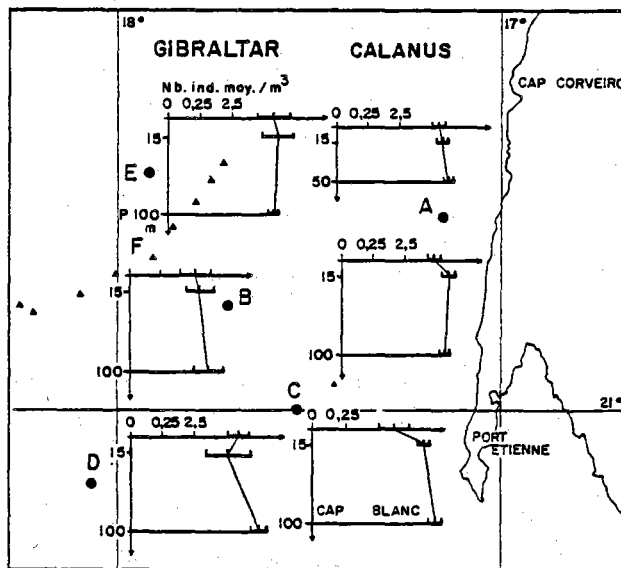 18° 17°
GIBRALTAR CALANUS
CAP CORVEIRO
Nb. ind. moy./m³
0 0,25 2,5
0 0,25 2,5
15
15
E
50
P 100
m
A
F
0 0,25 2,5
15
15
B
100
100
C
21°
0 0,25 2,5
0 0,25
15
15
PORT
ETIENNE
D
100
100
CAP BLANC